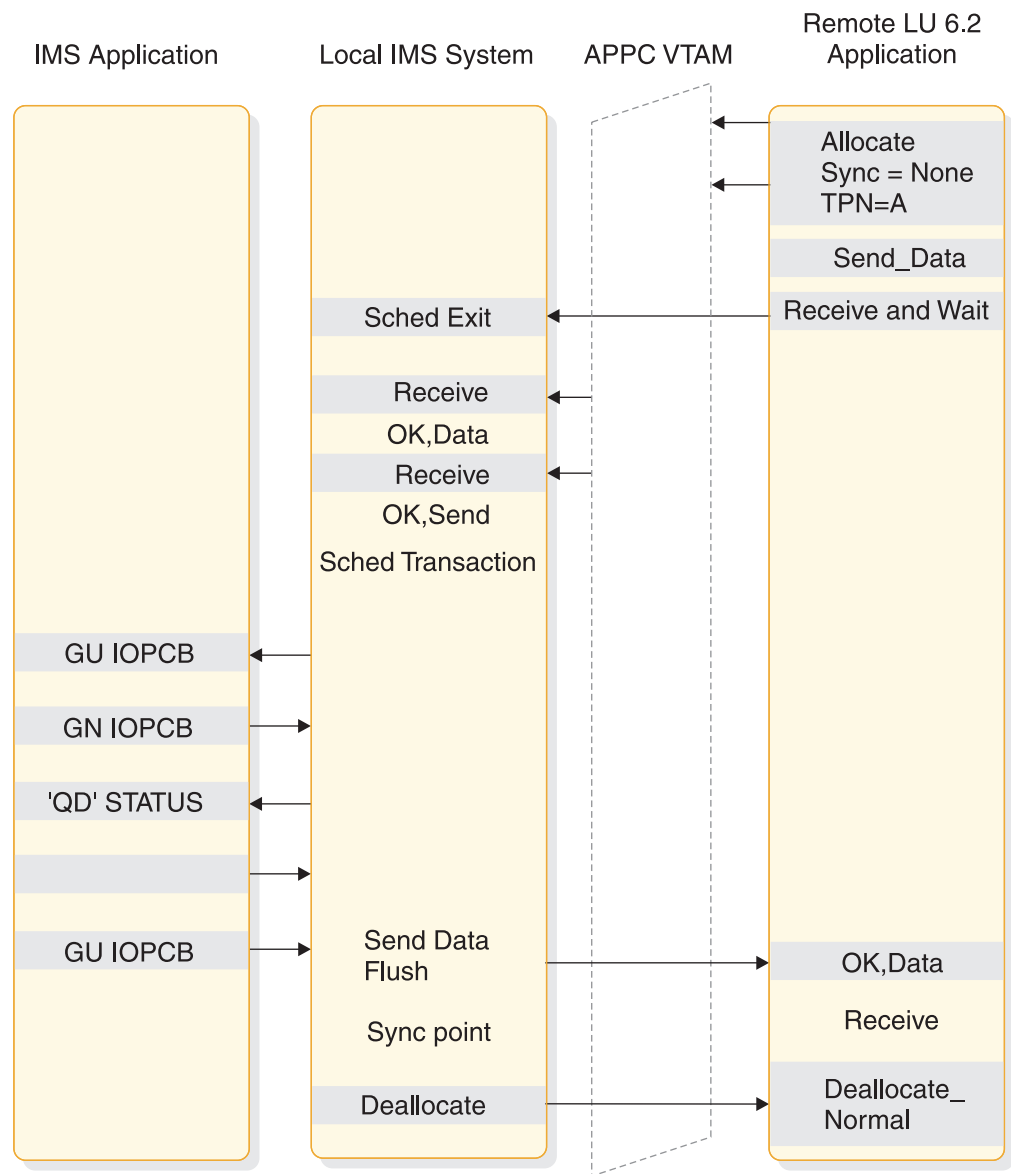 IMS Application
Local IMS System
APPC VTAM
Remote LU 6.2
Application
Allocate
Sync = None
TPN=A
Send_Data
Receive and Wait
Sched Exit
Receive
OK,Data
Receive
OK,Send
Sched Transaction
GU IOPCB
GN IOPCB
'QD' STATUS
GU IOPCB
Send Data
Flush
OK,Data
Sync point
Receive
Deallocate
Deallocate_
Normal